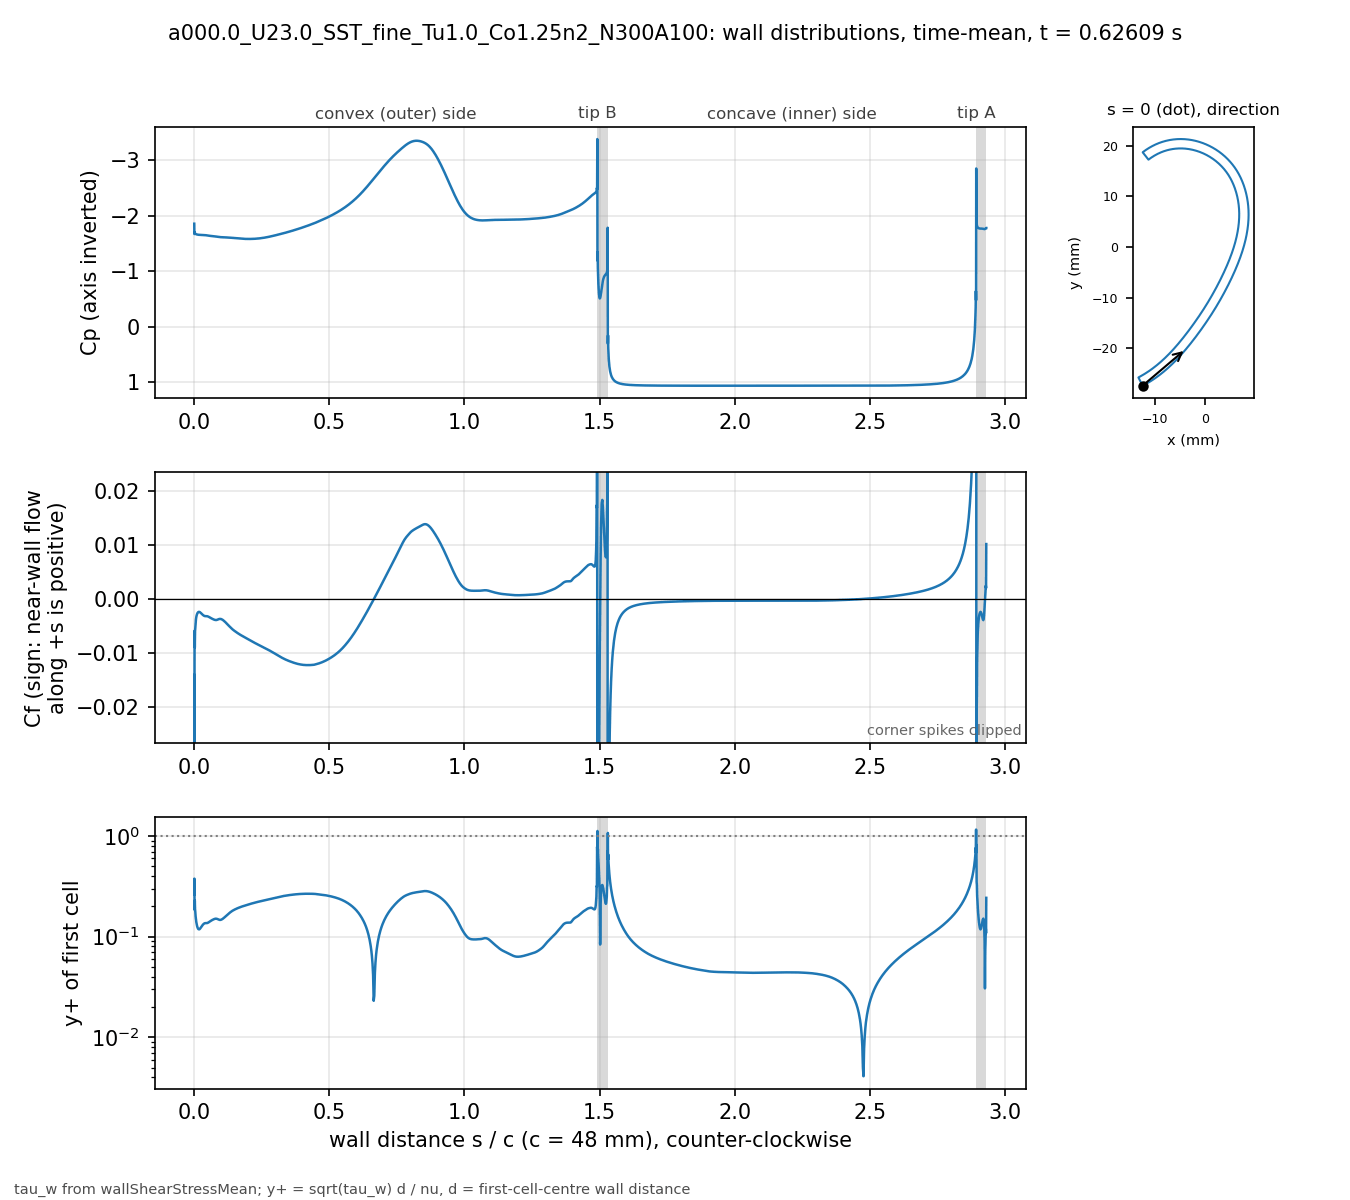 a000.0_U23.0_SST_fine_Tu1.0_Co1.25n2_N300A100: wall distributions, time-mean, t = 0.62609 s
convex (outer) side
tip B
concave (inner) side
tip A
s = 0 (dot), direction
Cp (axis inverted)
−3
−2
−1
0
1
0.0 0.5 1.0 1.5 2.0 2.5 3.0
y (mm)
20
10
0
−10
−20
−10 0
x (mm)
Cf (sign: near-wall flow
along +s is positive)
0.02
0.01
0.00
−0.01
−0.02
corner spikes clipped
0.0 0.5 1.0 1.5 2.0 2.5 3.0
y+ of first cell
10⁰
10⁻¹
10⁻²
0.0 0.5 1.0 1.5 2.0 2.5 3.0
wall distance s / c (c = 48 mm), counter-clockwise
tau_w from wallShearStressMean; y+ = sqrt(tau_w) d / nu, d = first-cell-centre wall distance